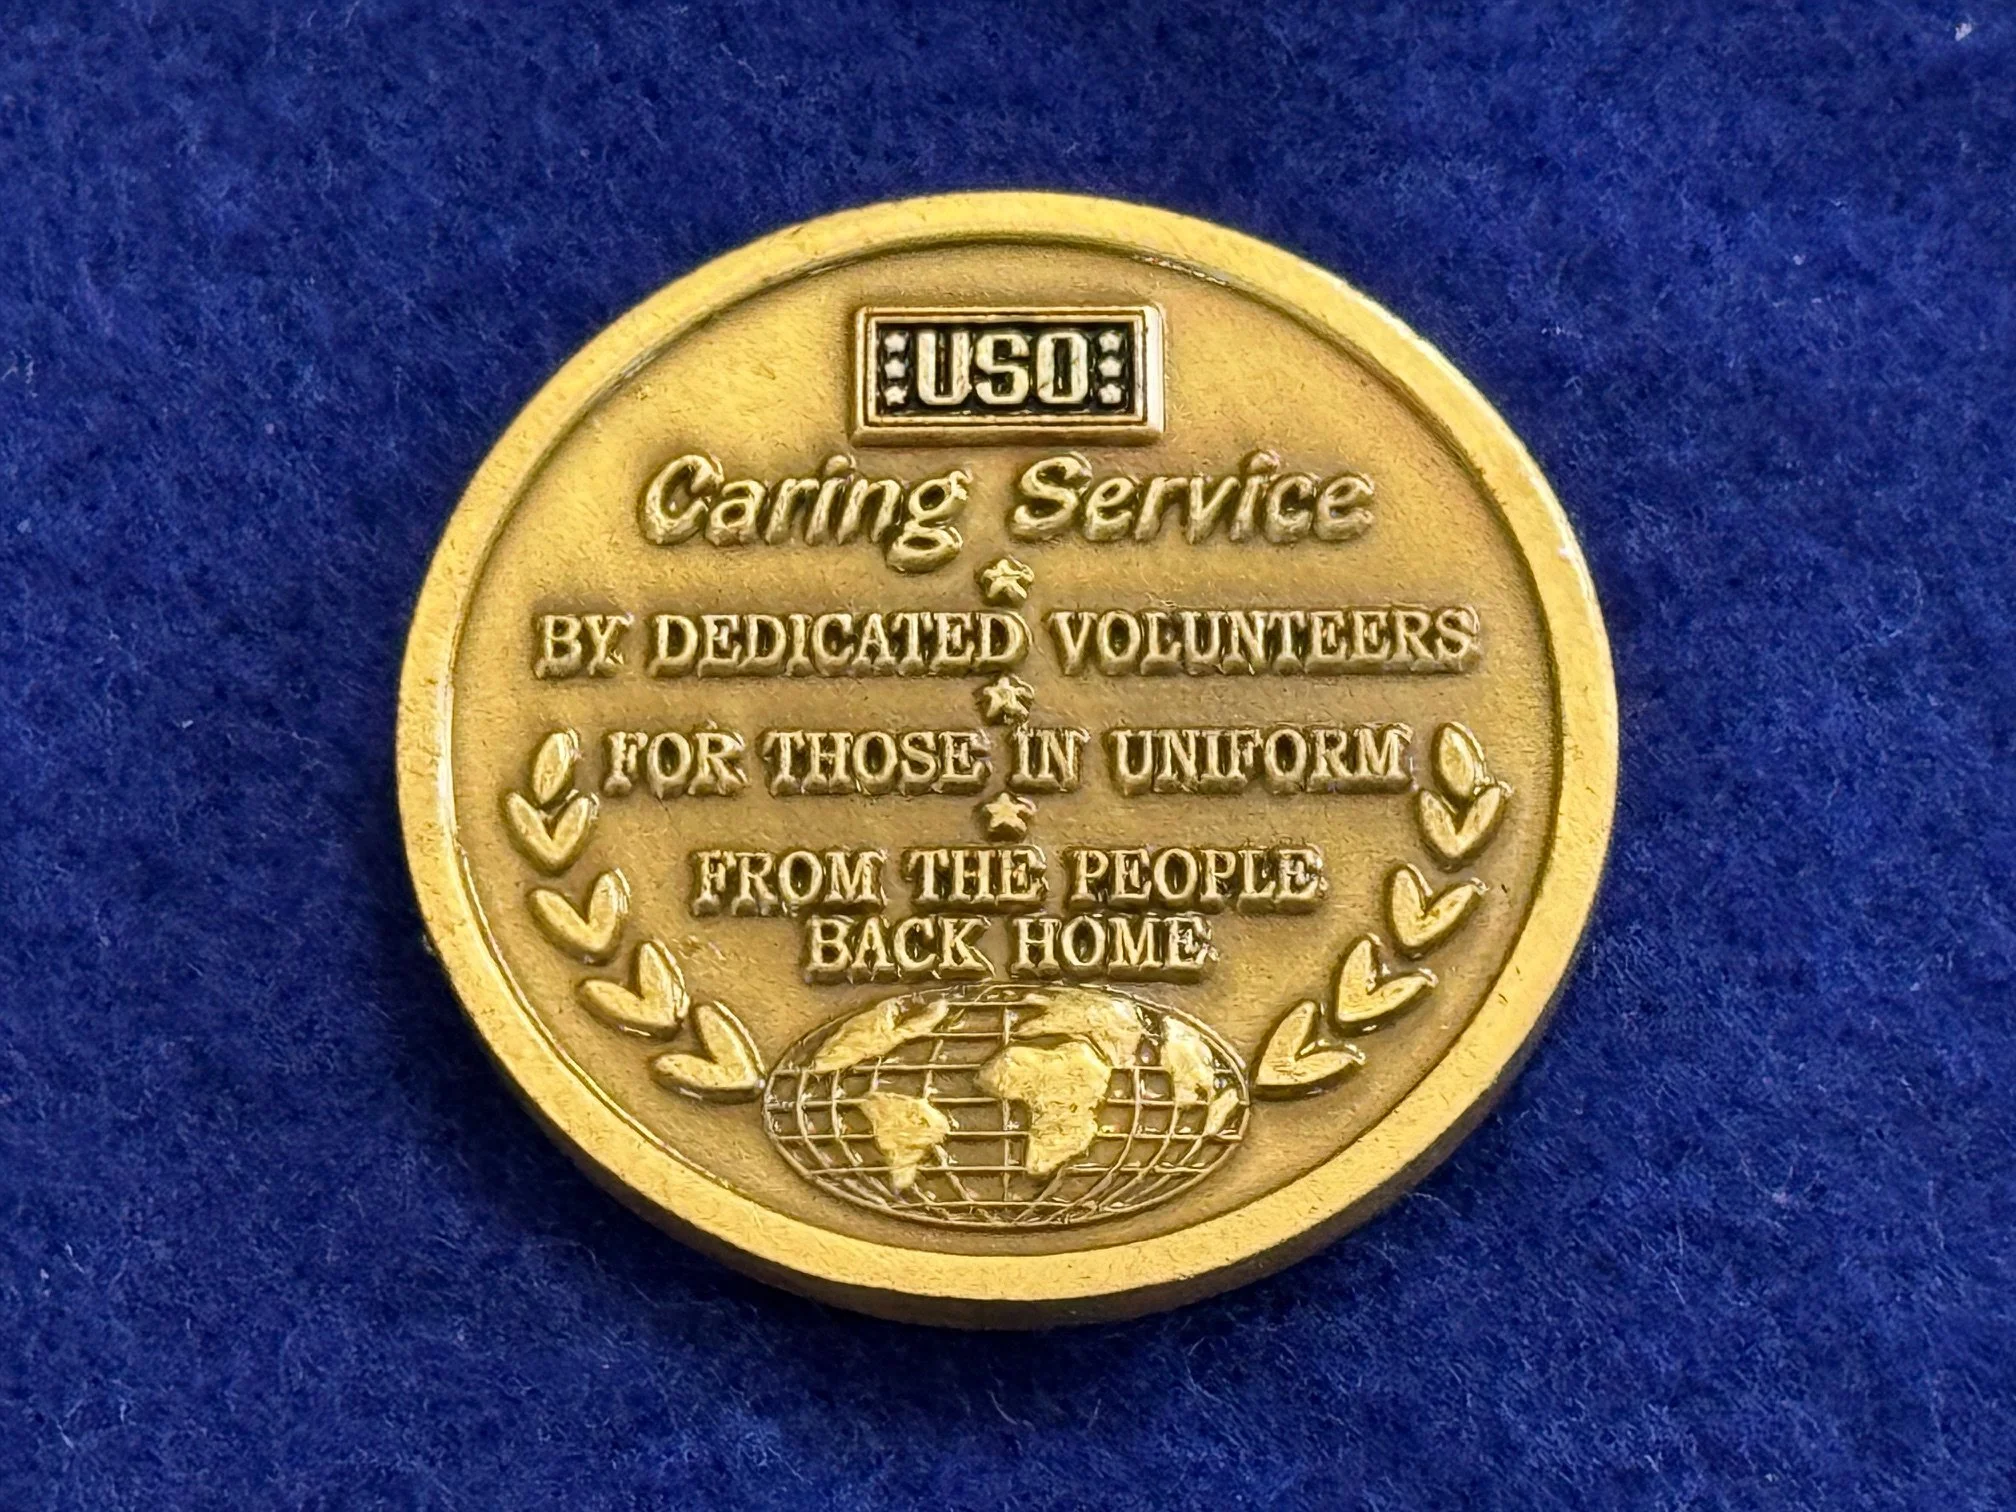 USO
Caring Service
BY DEDICATED VOLUNTEERS
FOR THOSE IN UNIFORM
FROM THE PEOPLE
BACK HOME